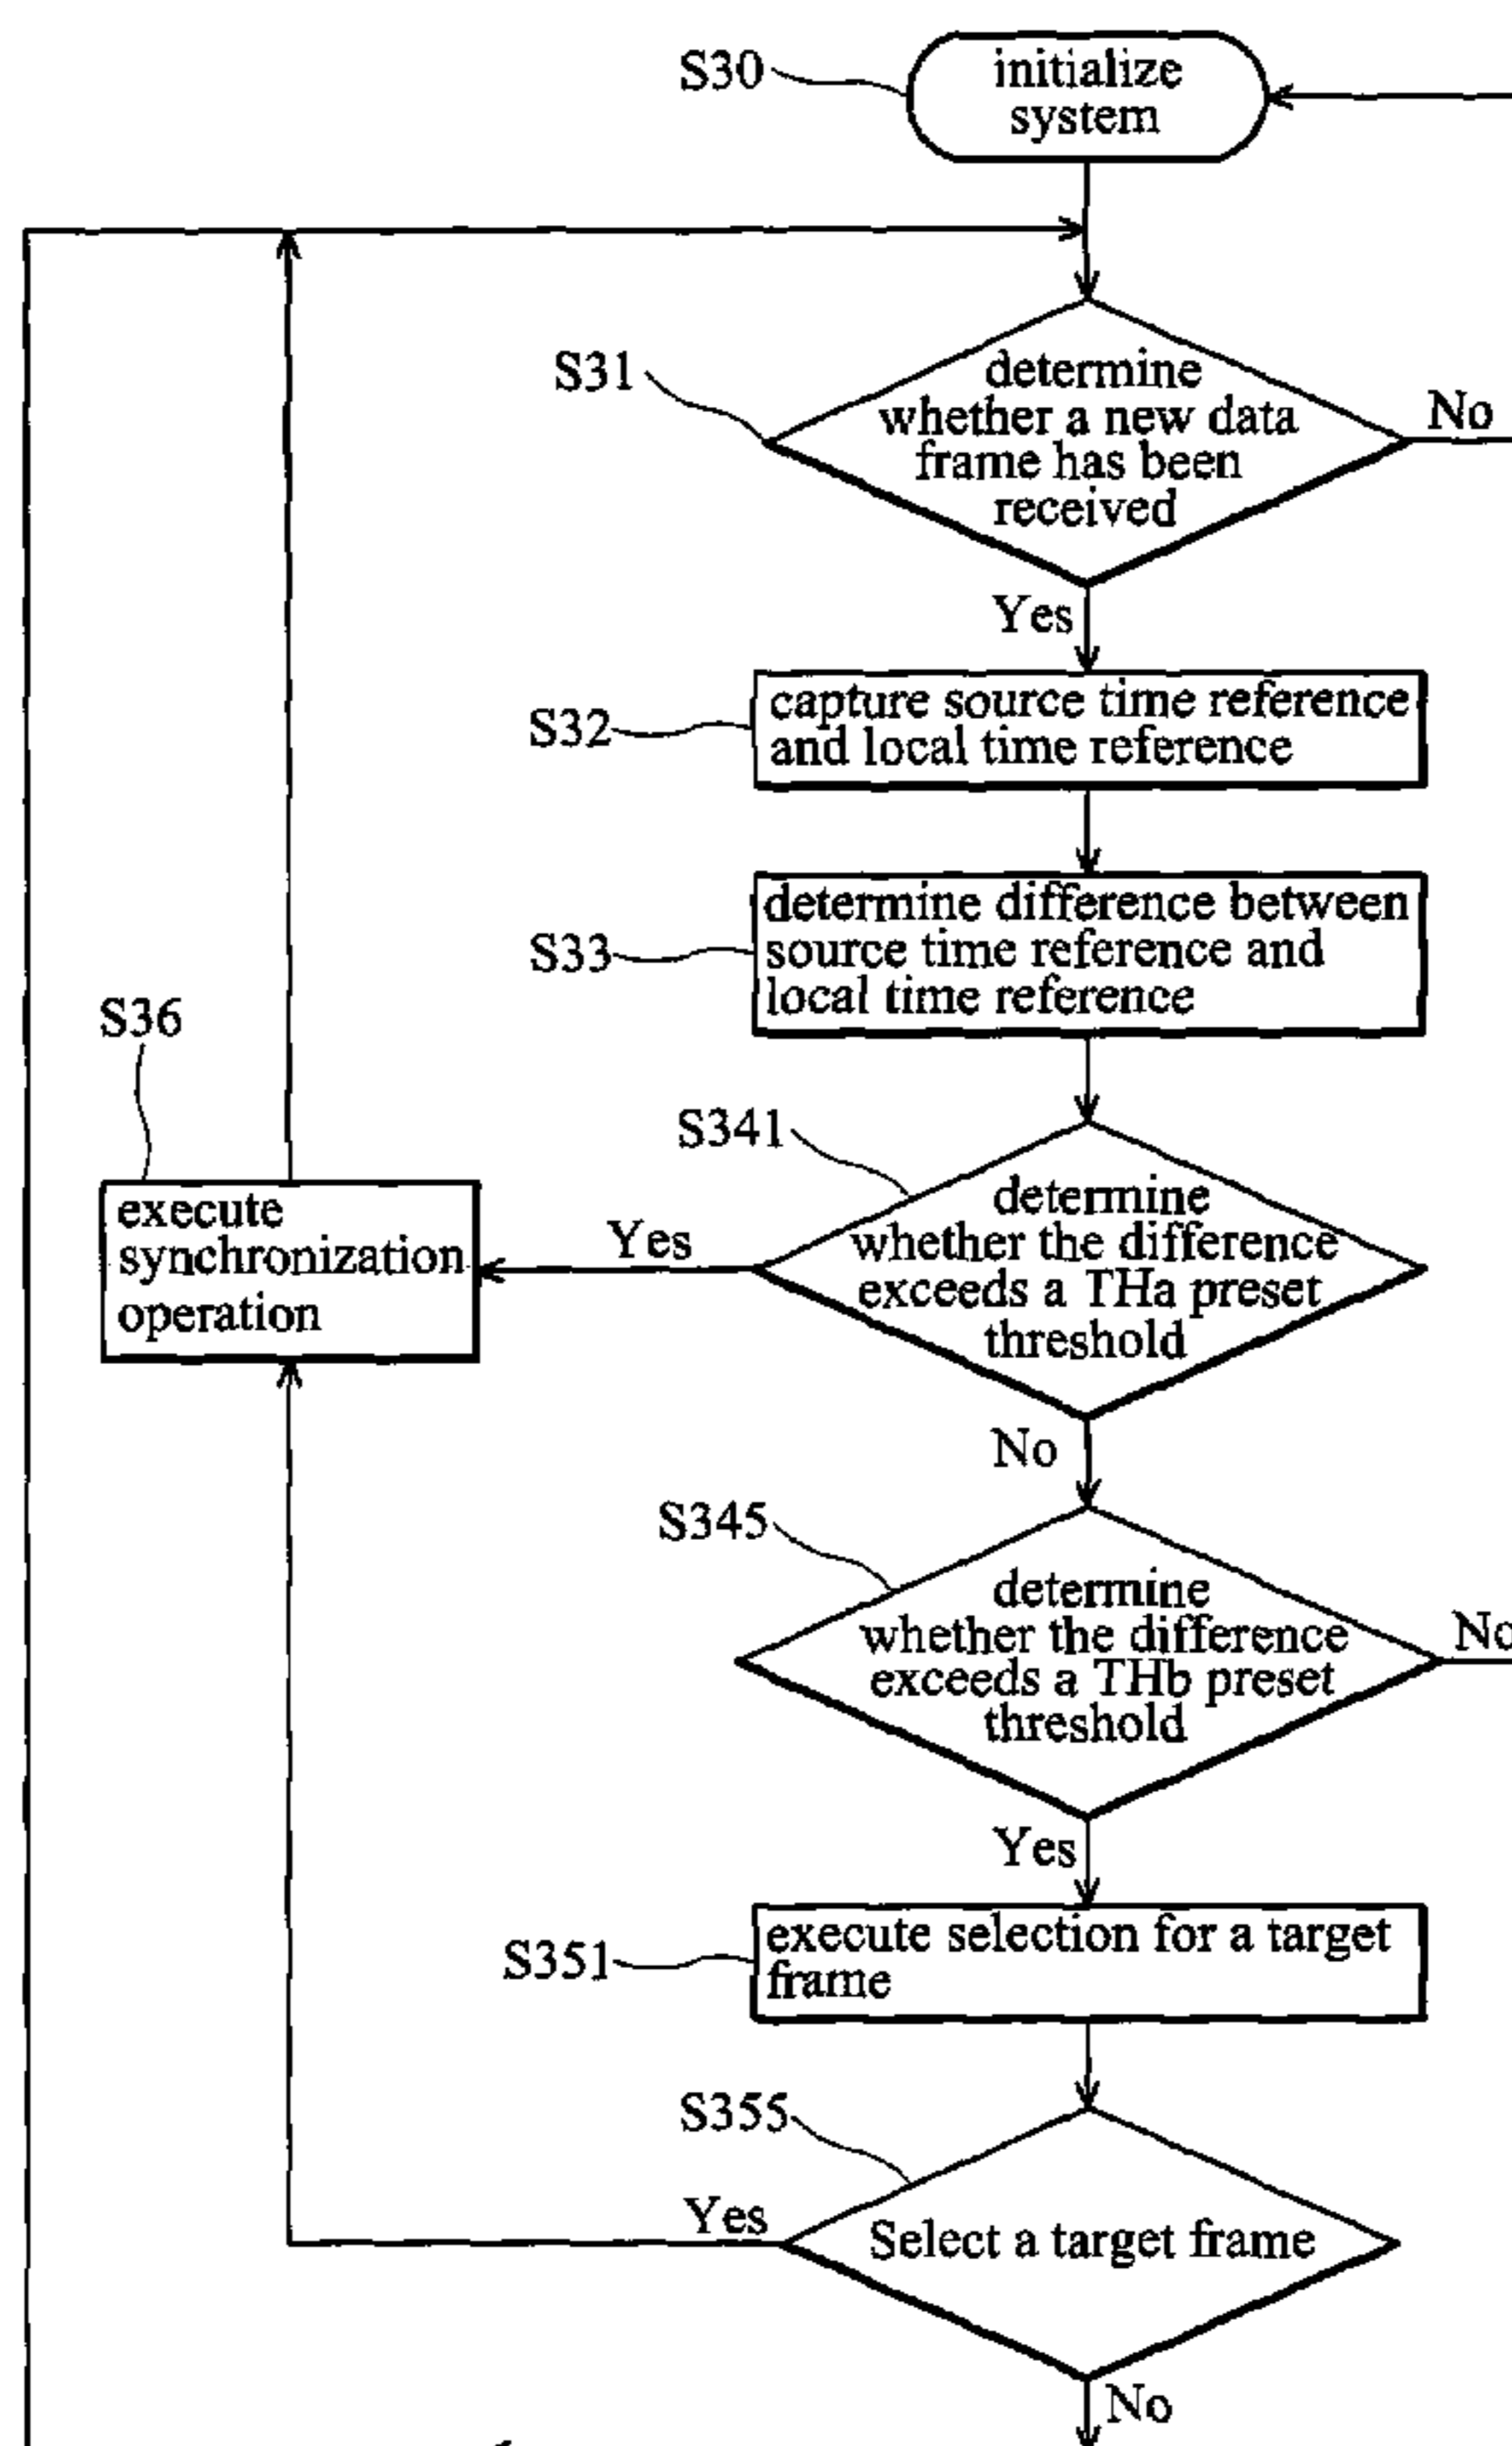 S30
initialize
system
S31
determine
whether a new data
frame has been
received
No
Yes
S32
capture source time reference
and local time reference
S33
determine difference between
source time reference and
local time reference
S36
execute
synchronization
operation
S341
determine
whether the difference
exceeds a THa preset
threshold
Yes
No
S345
determine
whether the difference
exceeds a THb preset
threshold
No
Yes
S351
execute selection for a target
frame
S355
Select a target frame
Yes
No